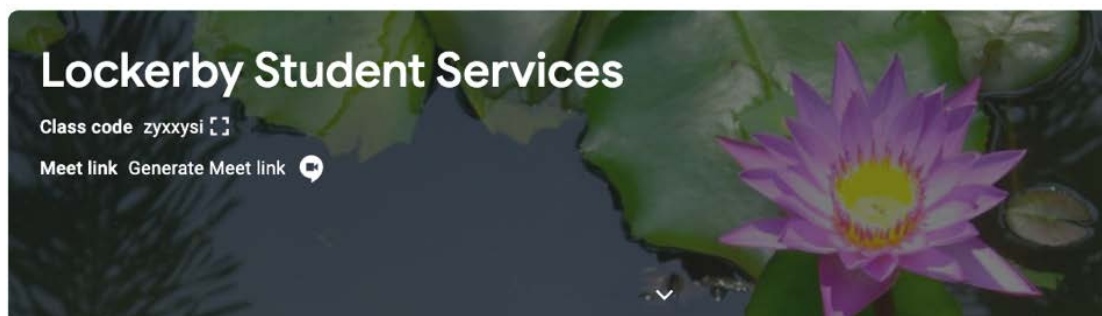 Lockerby Student Services
Class code zyxxysi
Meet link Generate Meet link